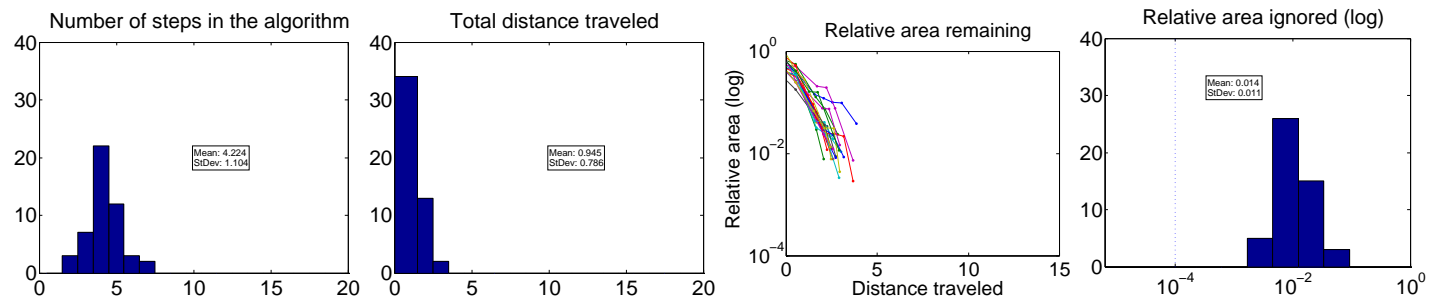 Number of steps in the algorithm
40
30
20
10
0
0 5 10 15 20
Mean: 4.224
StDev: 1.104
Total distance traveled
40
30
20
10
0
0 5 10 15 20
Mean: 0.945
StDev: 0.786
Relative area remaining
Relative area (log)
10^0
10^-2
10^-4
0 5 10 15
Distance traveled
Relative area ignored (log)
40
30
20
10
0
10^-4 10^-2 10^0
Mean: 0.014
StDev: 0.011